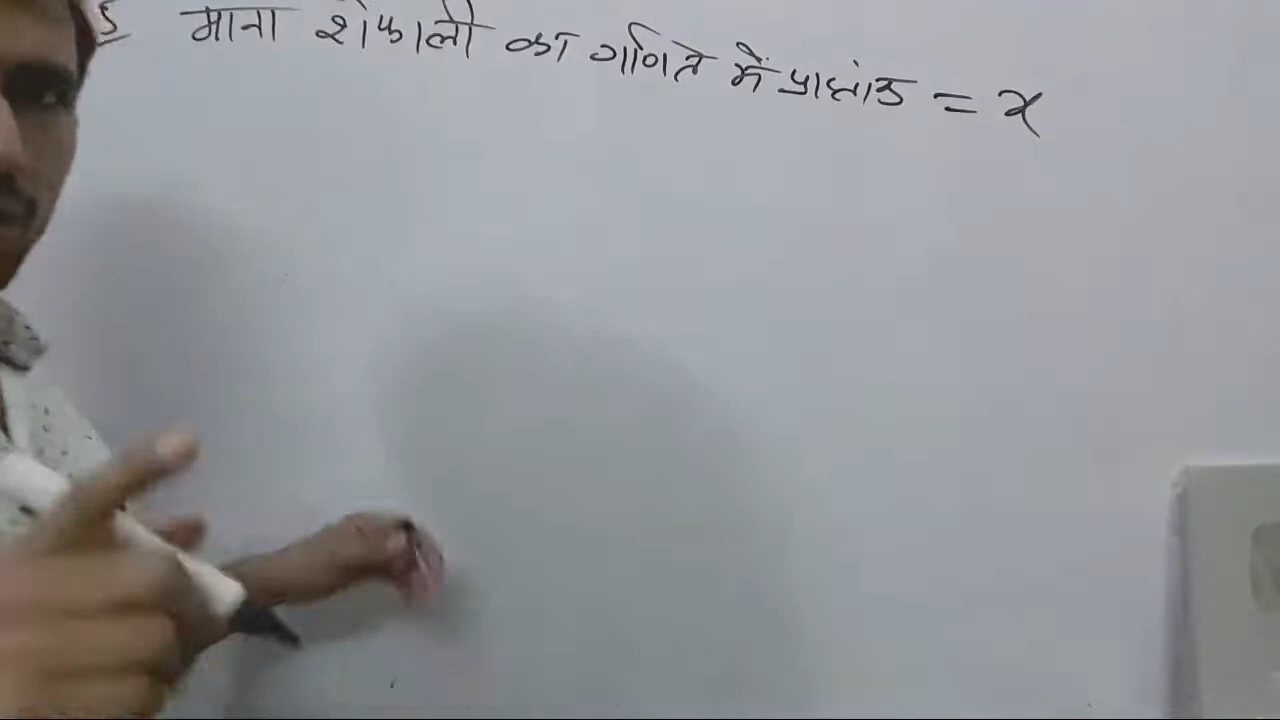 5 माना शेफाली का गणित में प्राप्तांक = x